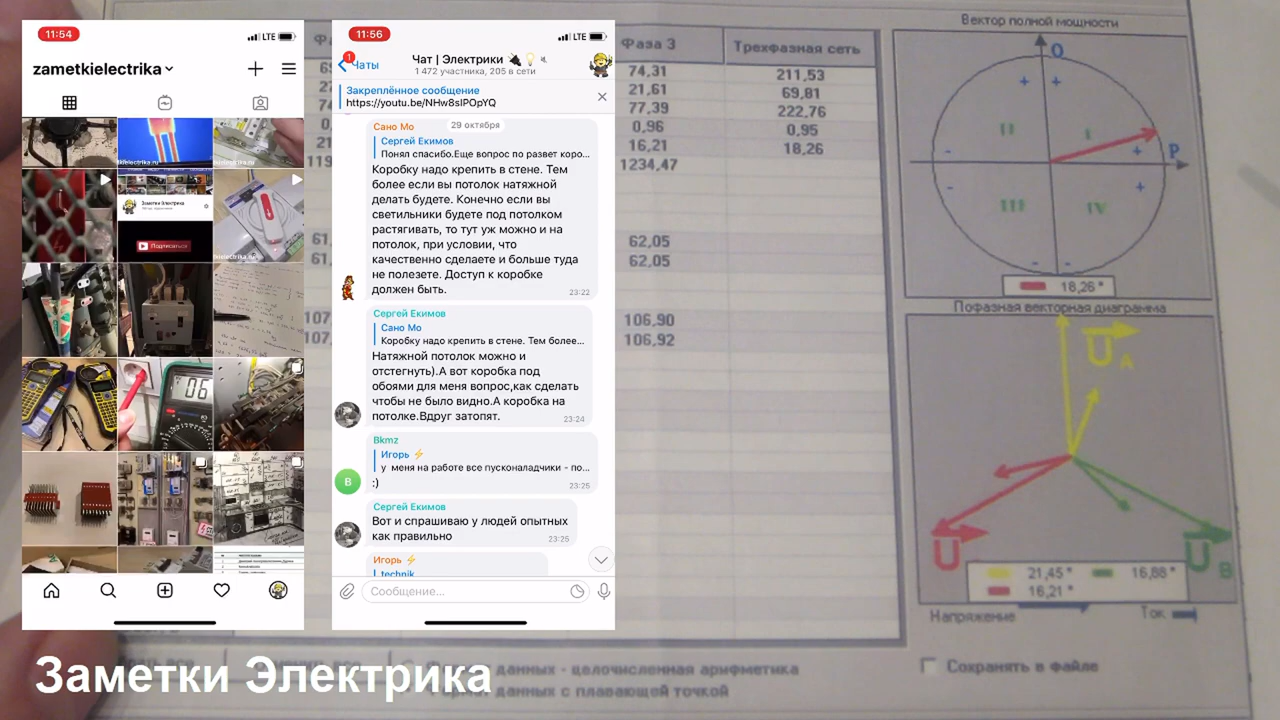 11:54
LTE
zametkielectrika
kielectrika.ru
Заметки Электрика
Подписаться
06
11:56
LTE
1
Чаты
Чат | Электрики
1 472 участника, 205 в сети
Закреплённое сообщение
https://youtu.be/NHw8sIPOpYQ
29 октября
Сано Мо
Сергей Екимов
Понял спасибо.Еще вопрос по развет коро...
Коробку надо крепить в стене. Тем
более если вы потолок натяжной
делать будете. Конечно если вы
светильники будете под потолком
растягивать, то тут уж можно и на
потолок, при условии, что
качественно сделаете и больше туда
не полезете. Доступ к коробке
должен быть.
23:22
Сергей Екимов
Сано Мо
Коробку надо крепить в стене. Тем более...
Натяжной потолок можно и
отстегнуть).А вот коробка под
обоями для меня вопрос,как сделать
чтобы не было видно.А коробка на
потолке.Вдруг затопят.
23:24
Bkmz
Игорь
у меня на работе все пусконаладчики - по...
:)
23:25
B
Сергей Екимов
Вот и спрашиваю у людей опытных
как правильно
23:25
Игорь
technik
Сообщение...
Фаза 3 Трехфазная сеть
74,31 211,53
21,61 69,81
77,39 222,76
0,96 0,95
16,21 18,26
1234,47
62,05
62,05
106,90
106,92
Вектор полной мощности
Q
P
I
II
III
IV
18,26 °
Пофазная векторная диаграмма
U A
U
U B
21,45 ° 16,88 °
16,21 °
Напряжение Ток
Сохранять в файле
данных - целочисленная арифметика
данных с плавающей точкой
Заметки Электрика